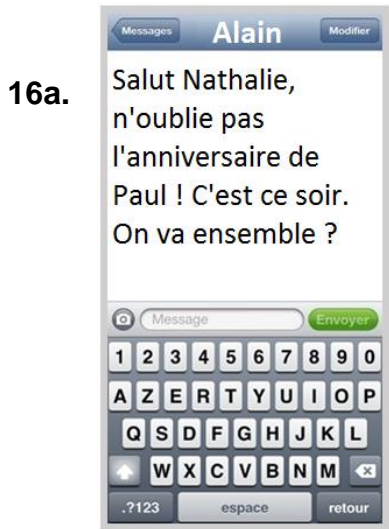 Messages Alain Modifier
16a.
Salut Nathalie,
n'oublie pas
l'anniversaire de
Paul ! C'est ce soir.
On va ensemble ?
Message Envoyer
1 2 3 4 5 6 7 8 9 0
A Z E R T Y U I O P
Q S D F G H J K L
W X C V B N M
.?123 espace retour